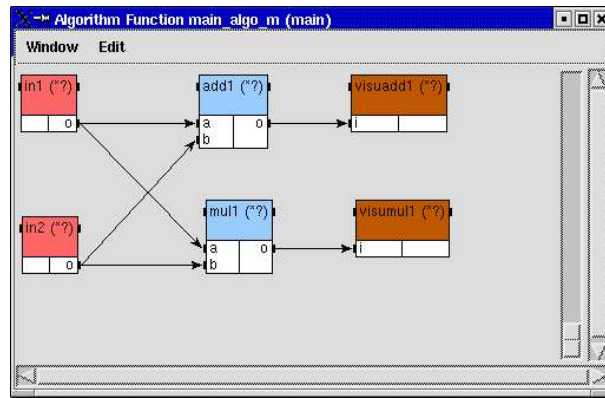 Algorithm Function main_algo_m (main)
Window Edit
in1 (*?) add1 (*?) visuadd1 (*?)
o a o i
b
in2 (*?) mul1 (*?) visumul1 (*?)
o a o i
b